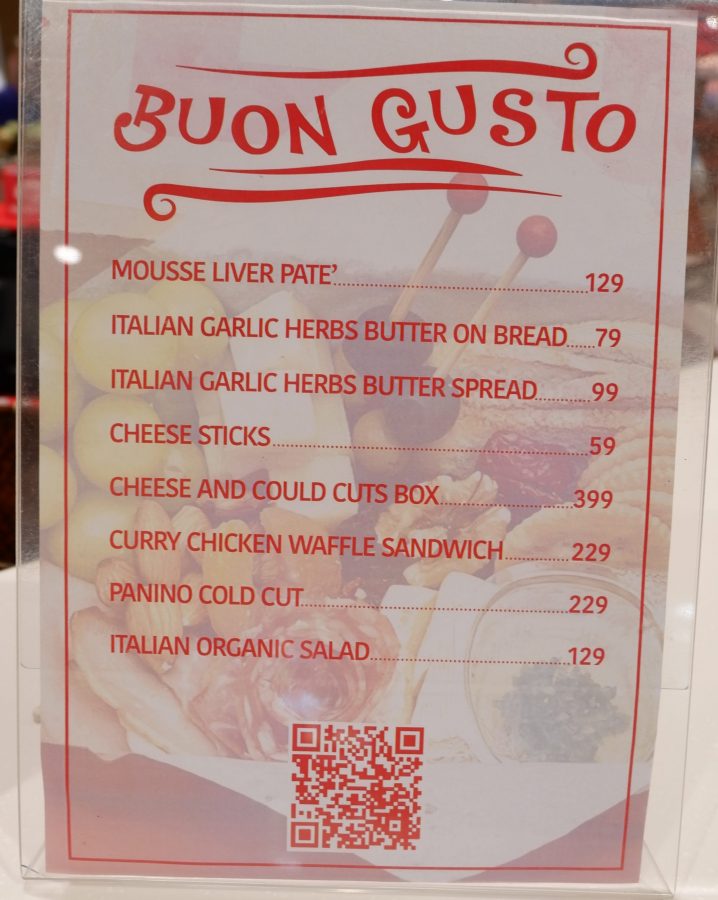 BUON GUSTO
MOUSSE LIVER PATE'..............................129
ITALIAN GARLIC HERBS BUTTER ON BREAD......79
ITALIAN GARLIC HERBS BUTTER SPREAD...........99
CHEESE STICKS..............................59
CHEESE AND COULD CUTS BOX....................399
CURRY CHICKEN WAFFLE SANDWICH.............229
PANINO COLD CUT..............................229
ITALIAN ORGANIC SALAD..............................129